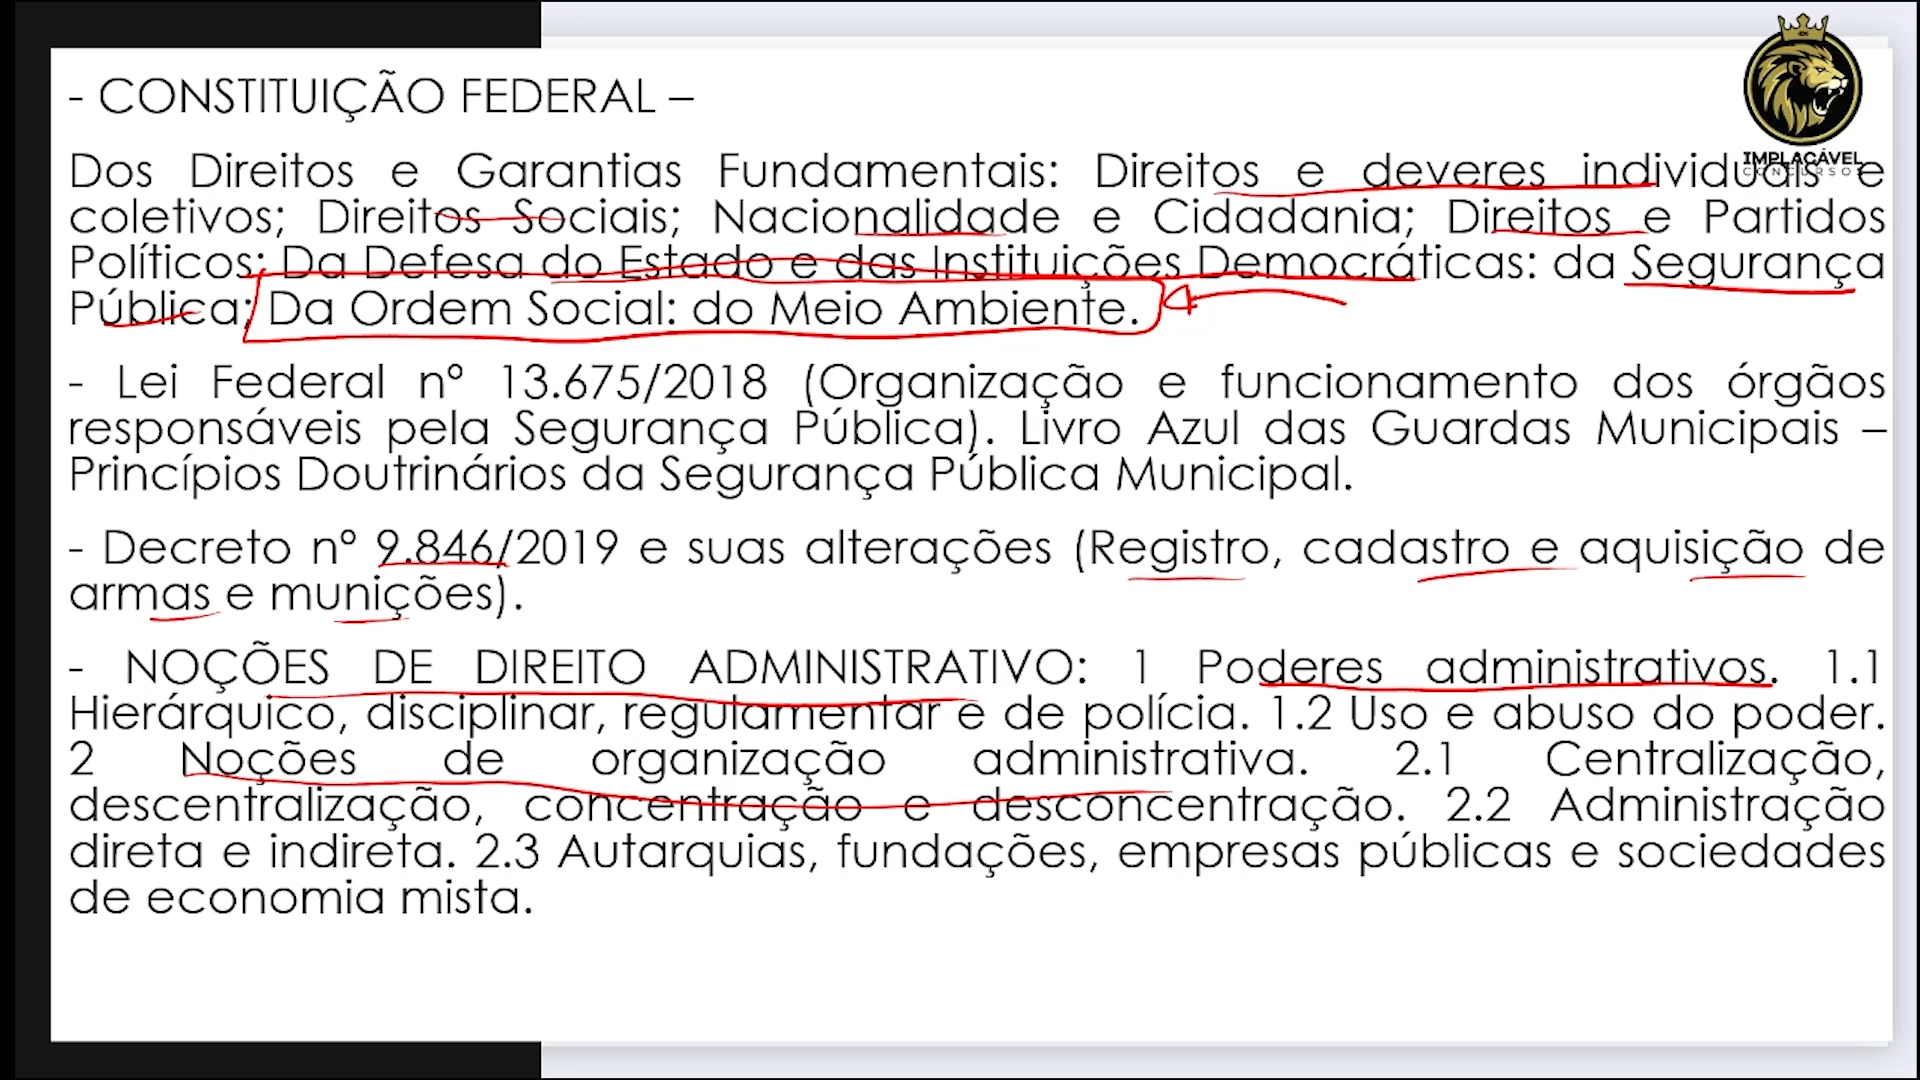 - CONSTITUIÇÃO FEDERAL –
IMPLACÁVEL
CONCURSOS
Dos Direitos e Garantias Fundamentais: Direitos e deveres individuais e
coletivos; Direitos Sociais; Nacionalidade e Cidadania; Direitos e Partidos
Políticos; Da Defesa do Estado e das Instituições Democráticas: da Segurança
Pública; Da Ordem Social: do Meio Ambiente.
- Lei Federal nº 13.675/2018 (Organização e funcionamento dos órgãos
responsáveis pela Segurança Pública). Livro Azul das Guardas Municipais –
Princípios Doutrinários da Segurança Pública Municipal.
- Decreto nº 9.846/2019 e suas alterações (Registro, cadastro e aquisição de
armas e munições).
- NOÇÕES DE DIREITO ADMINISTRATIVO: 1 Poderes administrativos. 1.1
Hierárquico, disciplinar, regulamentar e de polícia. 1.2 Uso e abuso do poder.
2 Noções de organização administrativa. 2.1 Centralização,
descentralização, concentração e desconcentração. 2.2 Administração
direta e indireta. 2.3 Autarquias, fundações, empresas públicas e sociedades
de economia mista.